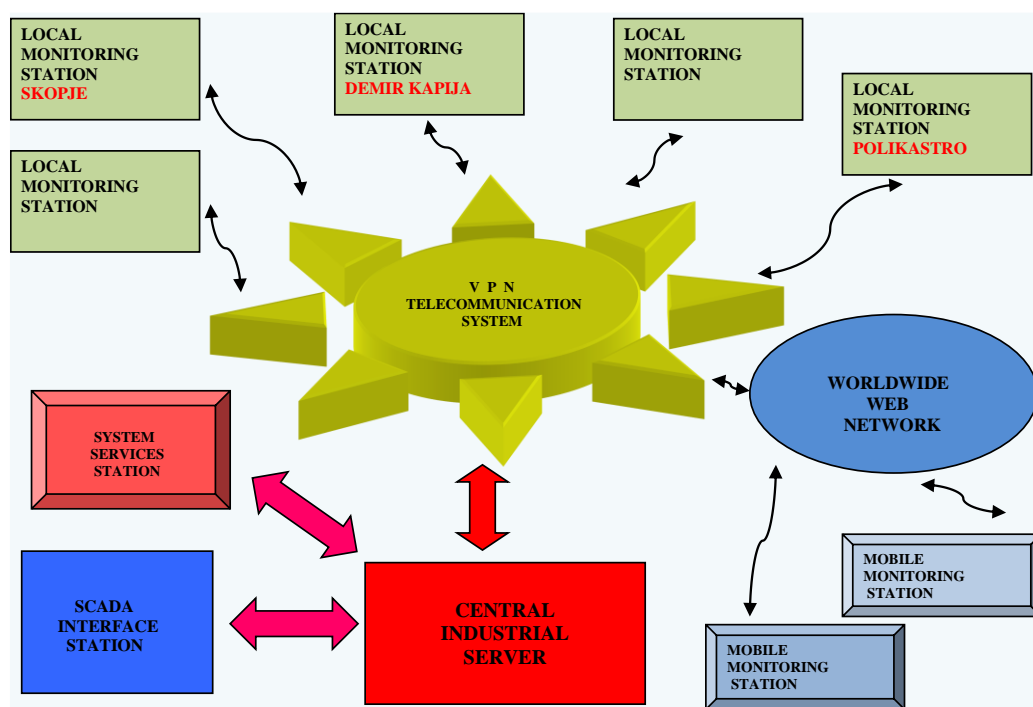 LOCAL
MONITORING
STATION
SKOPJE
LOCAL
MONITORING
STATION
DEMIR KAPIJA
LOCAL
MONITORING
STATION
LOCAL
MONITORING
STATION
POLIKASTRO
LOCAL
MONITORING
STATION
V P N
TELECOMMUNICATION
SYSTEM
WORLDWIDE
WEB
NETWORK
SYSTEM
SERVICES
STATION
SCADA
INTERFACE
STATION
CENTRAL
INDUSTRIAL
SERVER
MOBILE
MONITORING
STATION
MOBILE
MONITORING
STATION